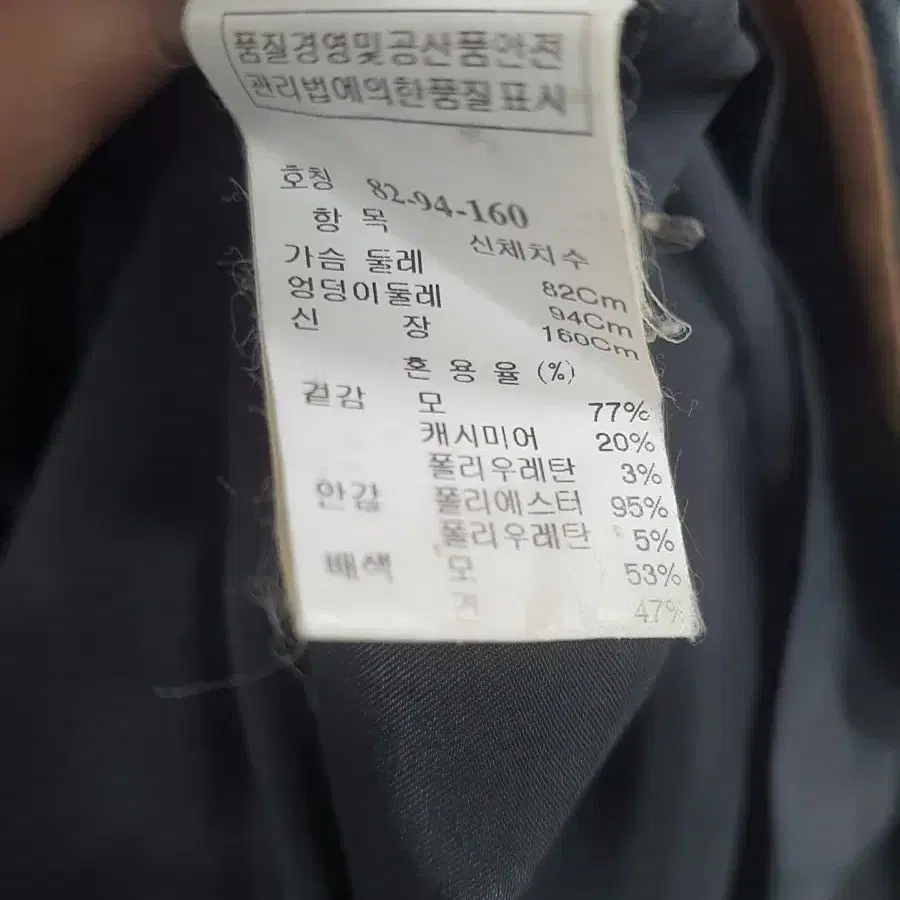 품질경영및공산품안전
관리법에의한품질표시
호칭 82-94-160
항 목 신체치수
가슴 둘레 82Cm
엉덩이둘레 94Cm
신 장 160Cm
혼 용 율 (%)
겉감 모 77%
캐시미어 20%
폴리우레탄 3%
안감 폴리에스터 95%
폴리우레탄 5%
배색 모 53%
견 47%